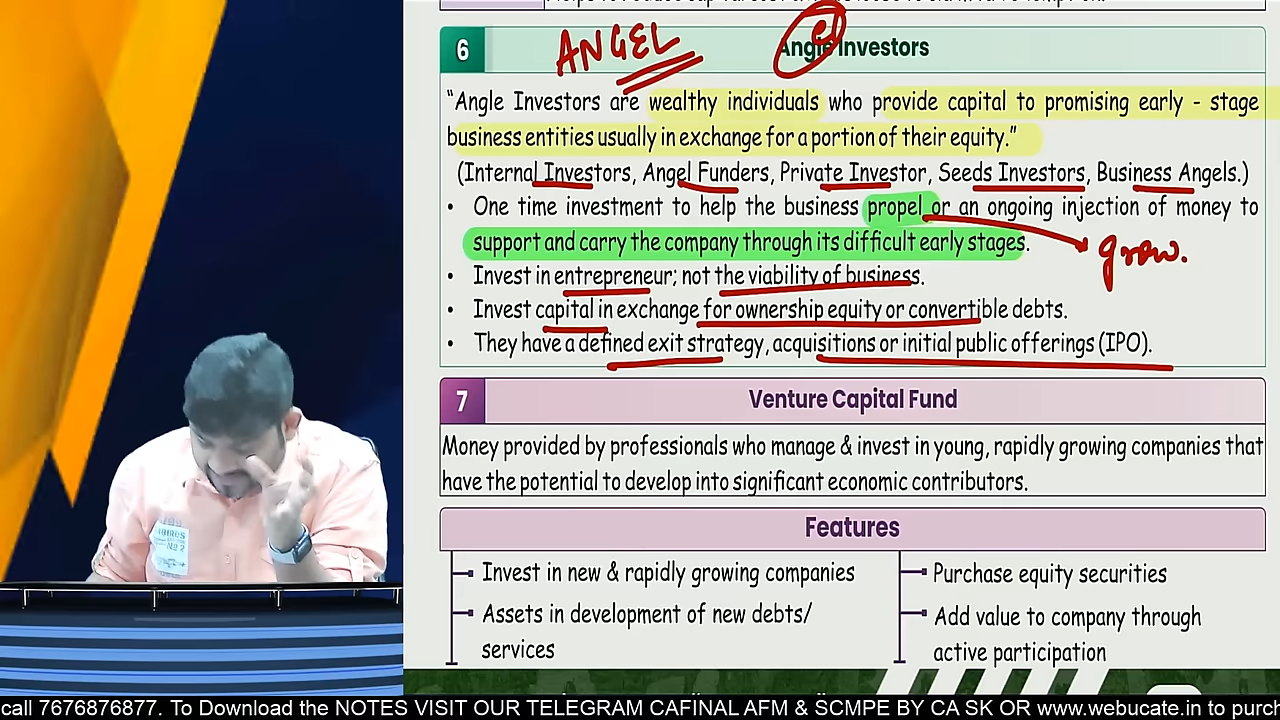 6
ANGEL
el
Angle Investors
"Angle Investors are wealthy individuals who provide capital to promising early - stage
business entities usually in exchange for a portion of their equity."
(Internal Investors, Angel Funders, Private Investor, Seeds Investors, Business Angels.)
• One time investment to help the business propel or an ongoing injection of money to
support and carry the company through its difficult early stages.
grow.
• Invest in entrepreneur; not the viability of business.
• Invest capital in exchange for ownership equity or convertible debts.
• They have a defined exit strategy, acquisitions or initial public offerings (IPO).
7
Venture Capital Fund
Money provided by professionals who manage & invest in young, rapidly growing companies that
have the potential to develop into significant economic contributors.
Features
Invest in new & rapidly growing companies
Assets in development of new debts/
services
Purchase equity securities
Add value to company through
active participation
call 7676876877. To Download the NOTES VISIT OUR TELEGRAM CAFINAL AFM & SCMPE BY CA SK OR www.webucate.in to purch